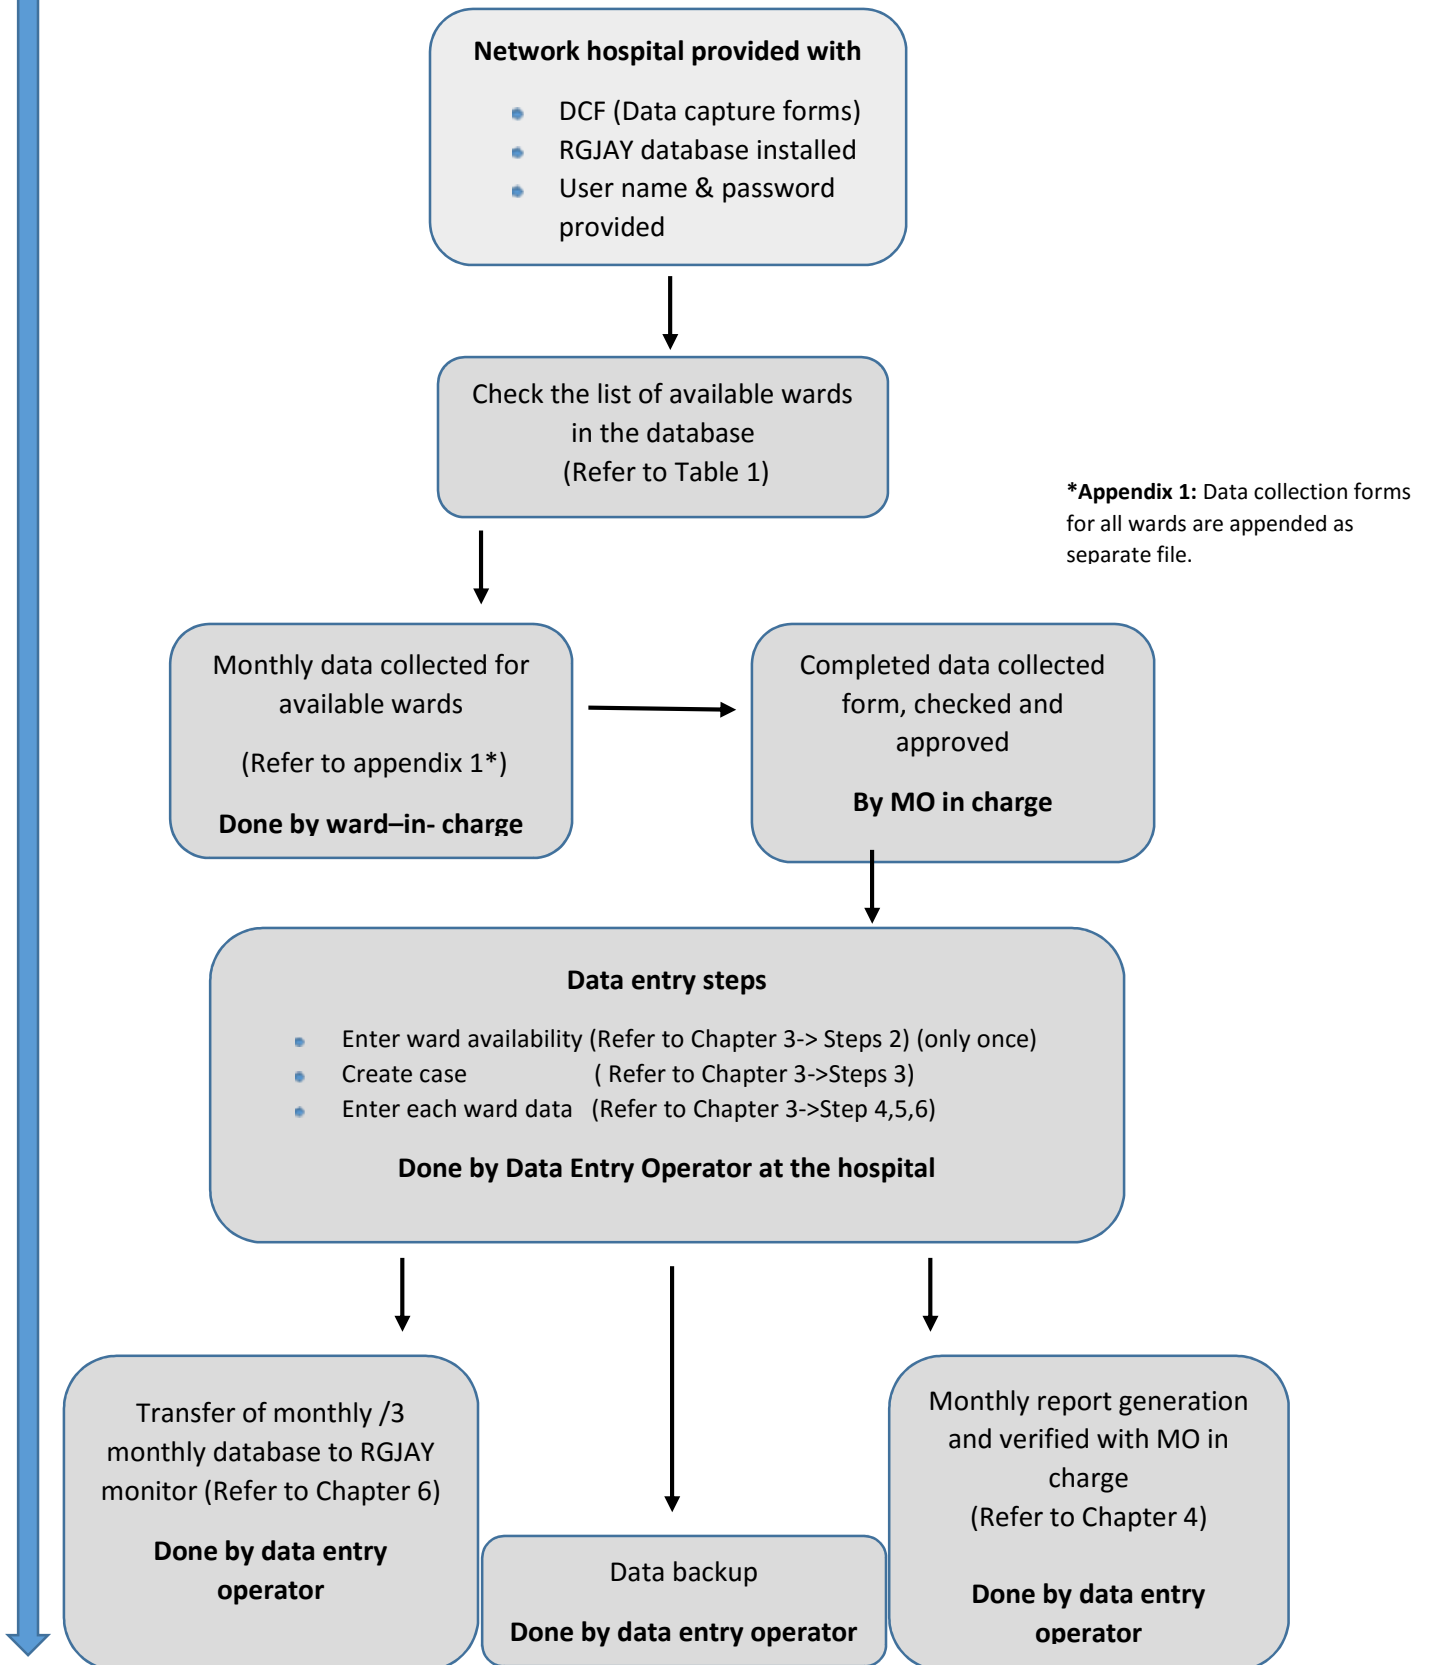 Network hospital provided with
DCF (Data capture forms)
RGJAY database installed
User name & password
provided
Check the list of available wards
in the database
(Refer to Table 1)
*Appendix 1: Data collection forms
for all wards are appended as
separate file.
Monthly data collected for
available wards
(Refer to appendix 1*)
Done by ward–in- charge
Completed data collected
form, checked and
approved
By MO in charge
Data entry steps
Enter ward availability (Refer to Chapter 3-> Steps 2) (only once)
Create case ( Refer to Chapter 3->Steps 3)
Enter each ward data (Refer to Chapter 3->Step 4,5,6)
Done by Data Entry Operator at the hospital
Transfer of monthly /3
monthly database to RGJAY
monitor (Refer to Chapter 6)
Done by data entry
operator
Data backup
Done by data entry operator
Monthly report generation
and verified with MO in
charge
(Refer to Chapter 4)
Done by data entry
operator